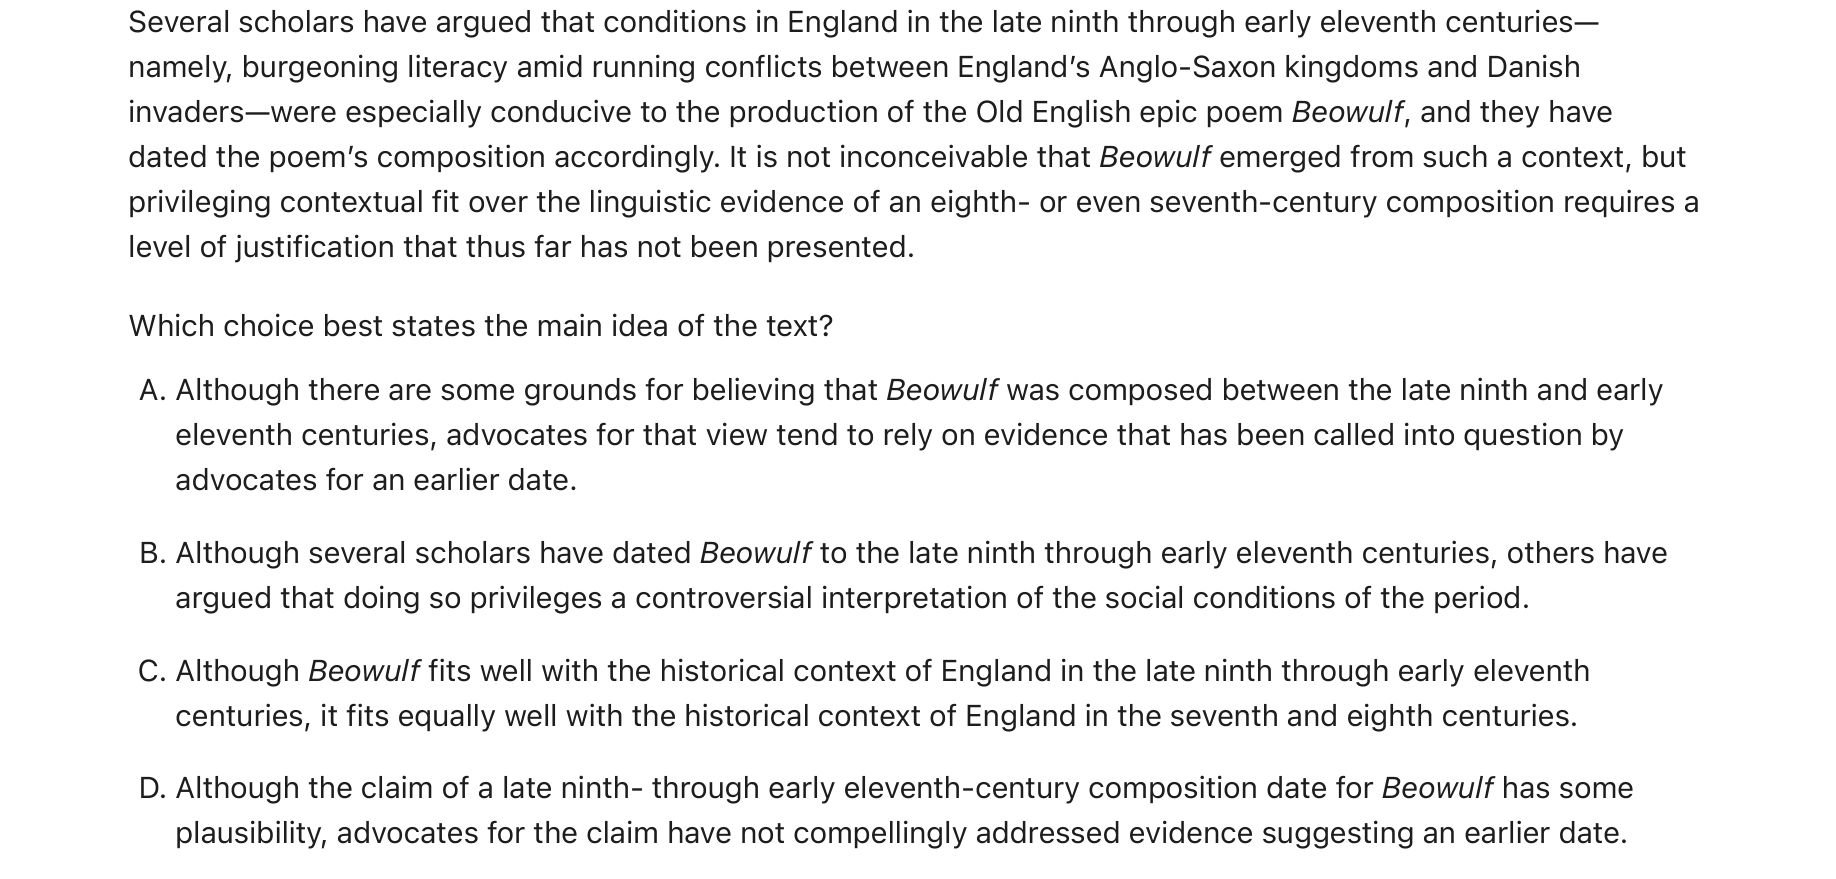 Several scholars have argued that conditions in England in the late ninth through early eleventh centuries—
namely, burgeoning literacy amid running conflicts between England’s Anglo-Saxon kingdoms and Danish
invaders—were especially conducive to the production of the Old English epic poem Beowulf, and they have
dated the poem’s composition accordingly. It is not inconceivable that Beowulf emerged from such a context, but
privileging contextual fit over the linguistic evidence of an eighth- or even seventh-century composition requires a
level of justification that thus far has not been presented.
Which choice best states the main idea of the text?
A. Although there are some grounds for believing that Beowulf was composed between the late ninth and early
eleventh centuries, advocates for that view tend to rely on evidence that has been called into question by
advocates for an earlier date.
B. Although several scholars have dated Beowulf to the late ninth through early eleventh centuries, others have
argued that doing so privileges a controversial interpretation of the social conditions of the period.
C. Although Beowulf fits well with the historical context of England in the late ninth through early eleventh
centuries, it fits equally well with the historical context of England in the seventh and eighth centuries.
D. Although the claim of a late ninth- through early eleventh-century composition date for Beowulf has some
plausibility, advocates for the claim have not compellingly addressed evidence suggesting an earlier date.